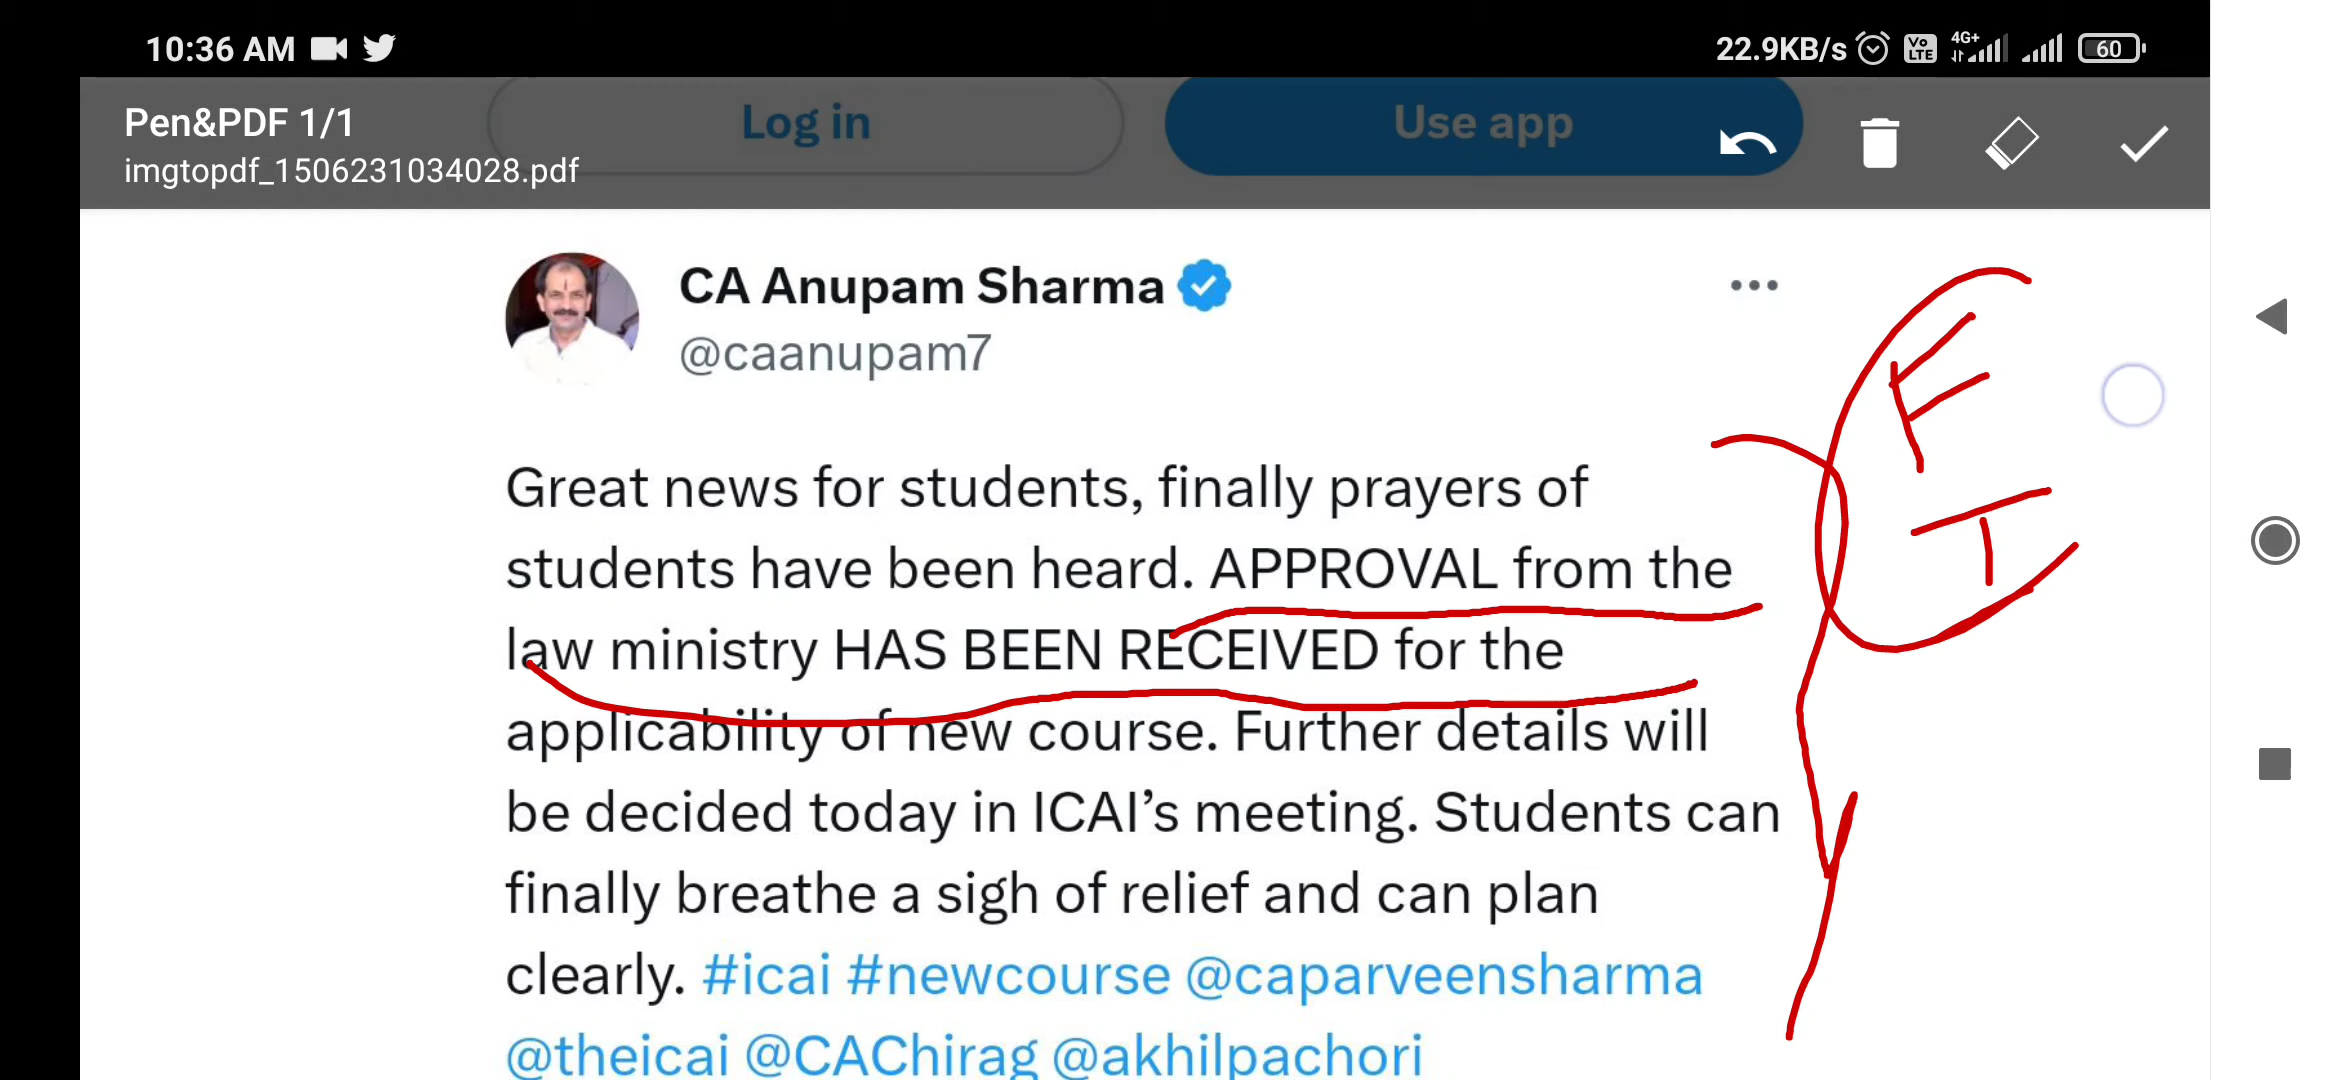 10:36 AM 22.9KB/s Vo LTE 4G+ 60
Pen&PDF 1/1
imgtopdf_1506231034028.pdf
Log in Use app
CA Anupam Sharma
@caanupam7
Great news for students, finally prayers of
students have been heard. APPROVAL from the
law ministry HAS BEEN RECEIVED for the
applicability of new course. Further details will
be decided today in ICAI’s meeting. Students can
finally breathe a sigh of relief and can plan
clearly. #icai #newcourse @caparveensharma
@theicai @CAChirag @akhilpachori
F
I